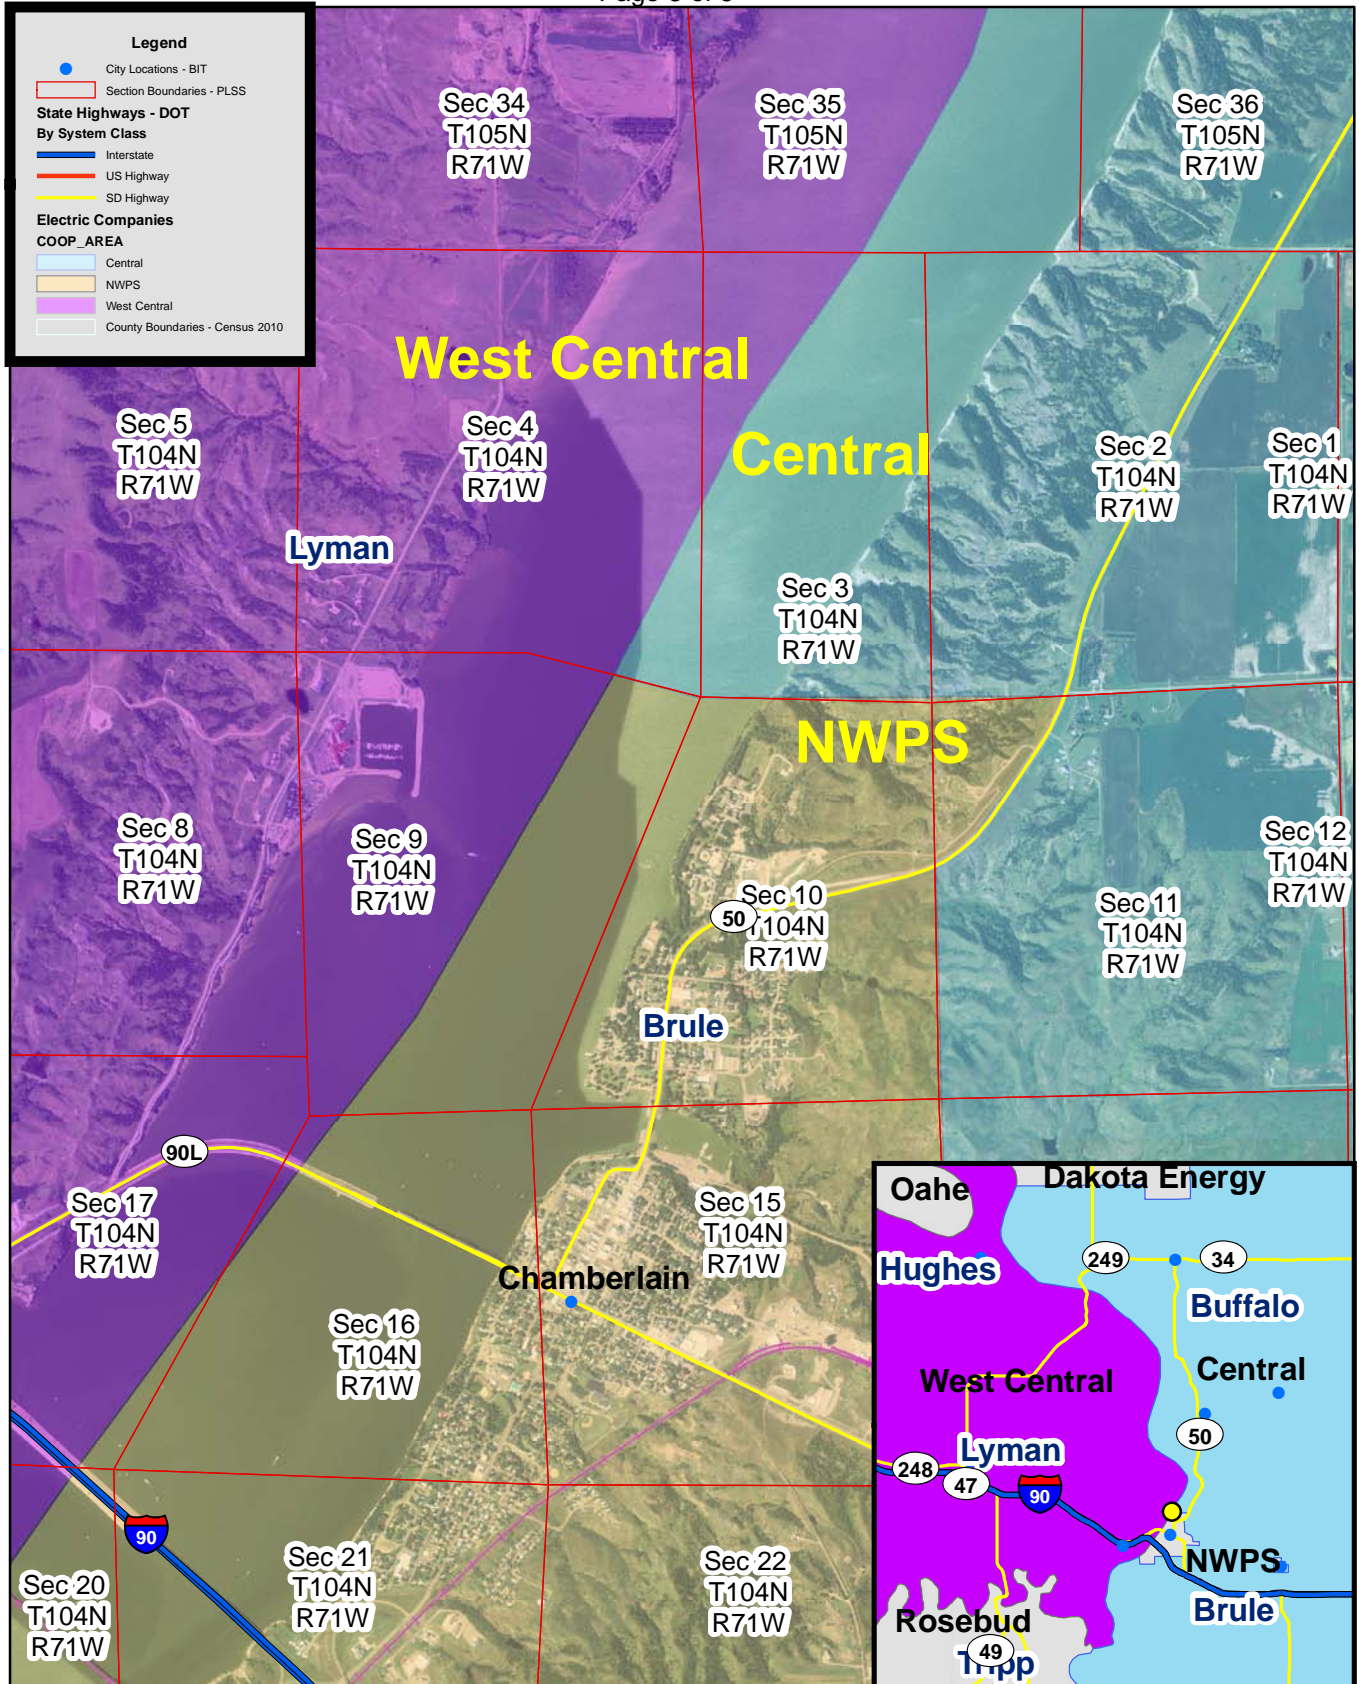 Legend
City Locations - BIT
Section Boundaries - PLSS
State Highways - DOT
By System Class
Interstate
US Highway
SD Highway
Electric Companies
COOP_AREA
Central
NWPS
West Central
County Boundaries - Census 2010
Sec 34
T105N
R71W
Sec 35
T105N
R71W
Sec 36
T105N
R71W
West Central
Central
Sec 5
T104N
R71W
Sec 4
T104N
R71W
Sec 2
T104N
R71W
Sec 1
T104N
R71W
Lyman
Sec 3
T104N
R71W
NWPS
Sec 8
T104N
R71W
Sec 9
T104N
R71W
Sec 10
T104N
R71W
50
Sec 11
T104N
R71W
Sec 12
T104N
R71W
Brule
90L
Sec 17
T104N
R71W
Sec 15
T104N
R71W
Chamberlain
Sec 16
T104N
R71W
90
Sec 20
T104N
R71W
Sec 21
T104N
R71W
Sec 22
T104N
R71W
Oahe
Dakota Energy
Hughes
249
34
Buffalo
West Central
Central
50
Lyman
248
47
90
NWPS
Brule
Rosebud
49
Tripp